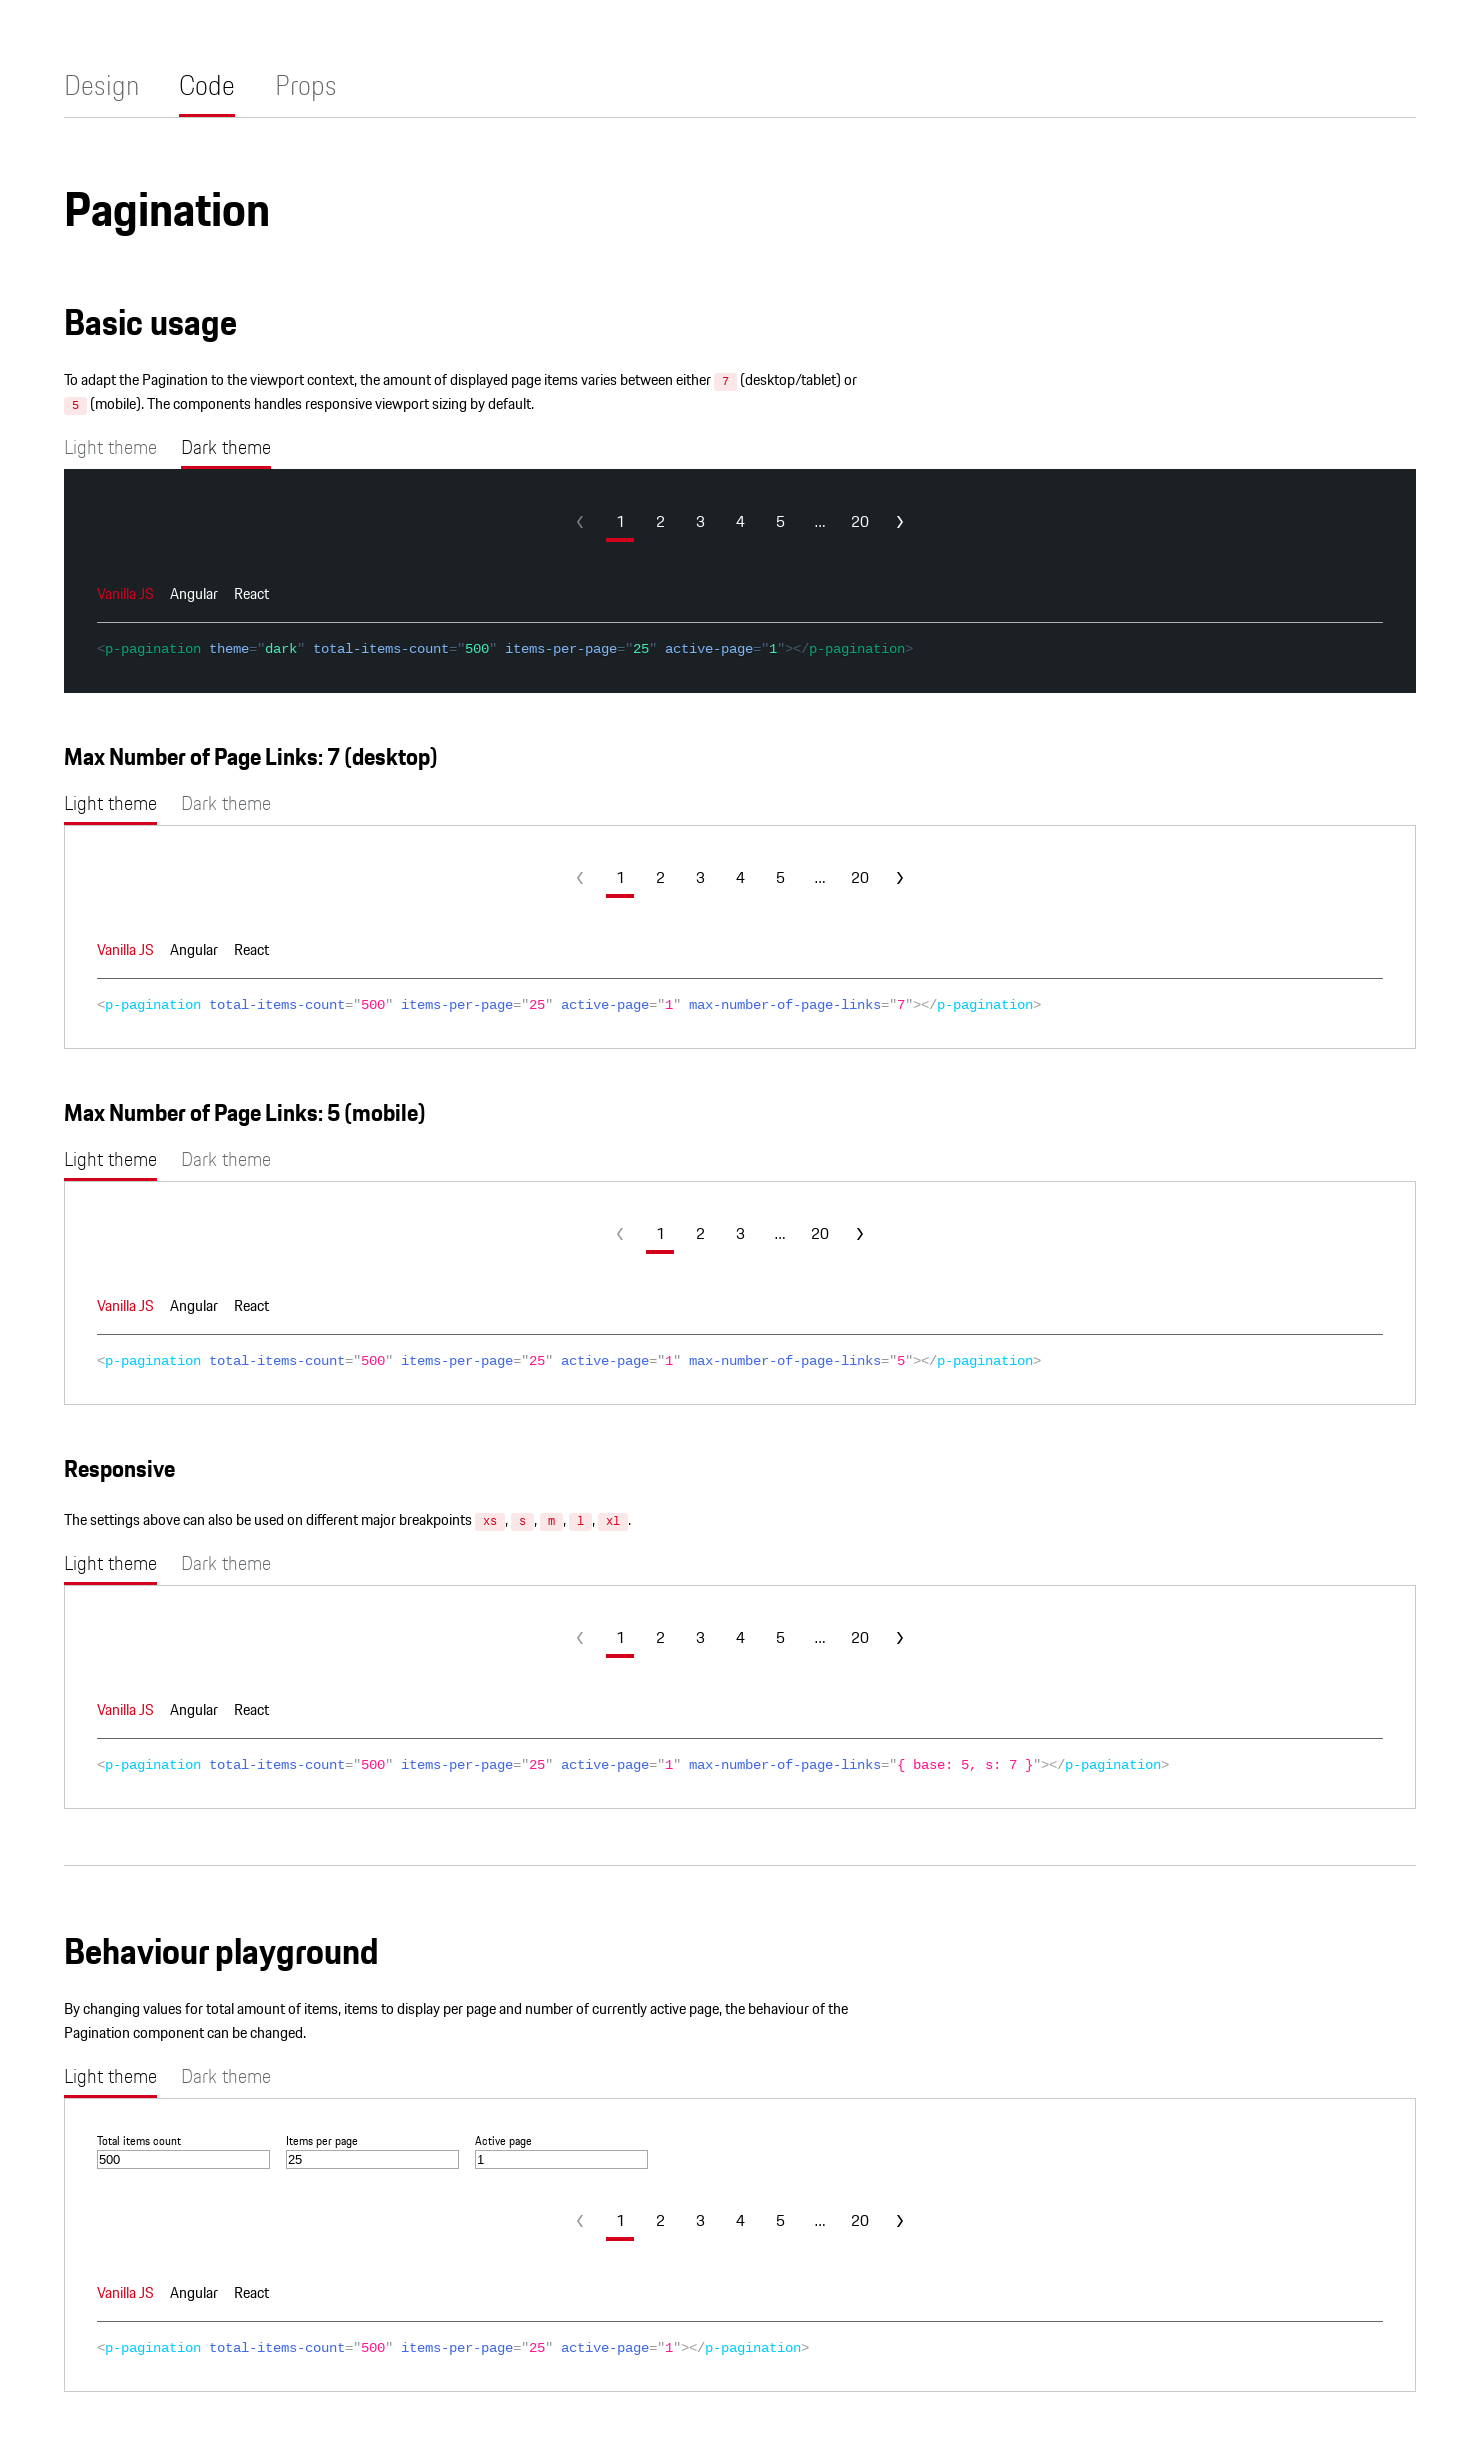 Design Code Props
Pagination
Basic usage
To adapt the Pagination to the viewport context, the amount of displayed page items varies between either 7 (desktop/tablet) or
5 (mobile). The components handles responsive viewport sizing by default.
Light theme Dark theme
1 2 3 4 5 ... 20
Vanilla JS Angular React
<p-pagination theme="dark" total-items-count="500" items-per-page="25" active-page="1"></p-pagination>
Max Number of Page Links: 7 (desktop)
Light theme Dark theme
1 2 3 4 5 ... 20
Vanilla JS Angular React
<p-pagination total-items-count="500" items-per-page="25" active-page="1" max-number-of-page-links="7"></p-pagination>
Max Number of Page Links: 5 (mobile)
Light theme Dark theme
1 2 3 ... 20
Vanilla JS Angular React
<p-pagination total-items-count="500" items-per-page="25" active-page="1" max-number-of-page-links="5"></p-pagination>
Responsive
The settings above can also be used on different major breakpoints xs, s, m, l, xl.
Light theme Dark theme
1 2 3 4 5 ... 20
Vanilla JS Angular React
<p-pagination total-items-count="500" items-per-page="25" active-page="1" max-number-of-page-links="{ base: 5, s: 7 }"></p-pagination>
Behaviour playground
By changing values for total amount of items, items to display per page and number of currently active page, the behaviour of the
Pagination component can be changed.
Light theme Dark theme
Total items count Items per page Active page
500 25 1
1 2 3 4 5 ... 20
Vanilla JS Angular React
<p-pagination total-items-count="500" items-per-page="25" active-page="1"></p-pagination>